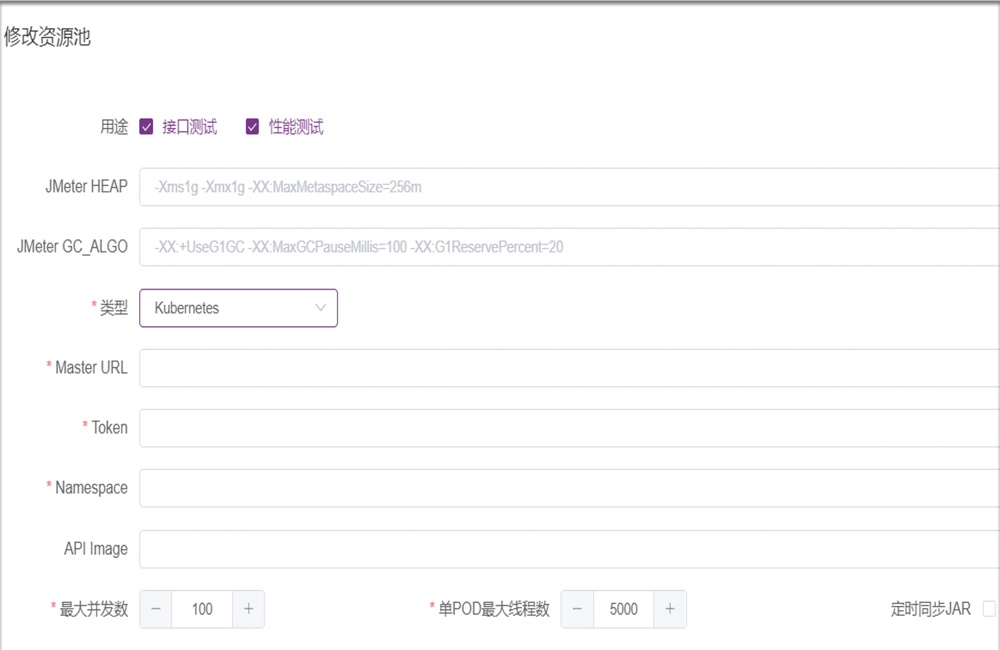 修改资源池
用途 接口测试 性能测试
JMeter HEAP -Xms1g -Xmx1g -XX:MaxMetaspaceSize=256m
JMeter GC_ALGO -XX:+UseG1GC -XX:MaxGCPauseMillis=100 -XX:G1ReservePercent=20
* 类型 Kubernetes
* Master URL
* Token
* Namespace
API Image
* 最大并发数 − 100 + * 单POD最大线程数 − 5000 + 定时同步JAR